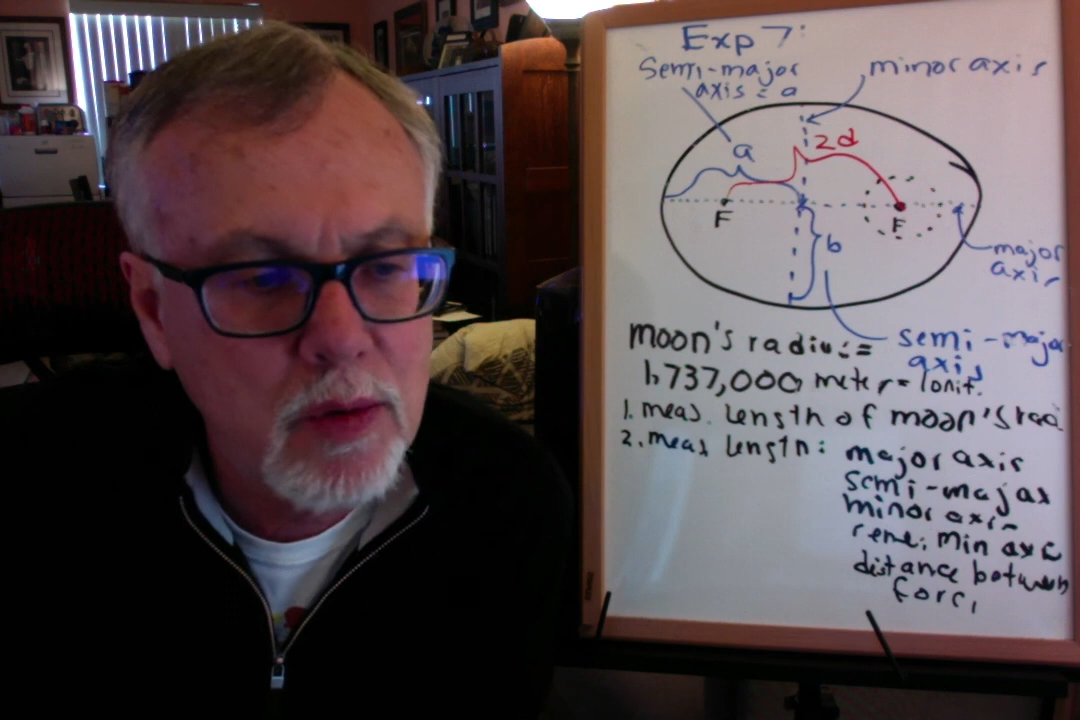 Exp 7:
Semi-major
axis = a
minor axis
2d
a
F
F
b
major
axis
semi-major
axis
moon's radius =
1,737,000 meter = 1 unit.
1. meas. length of moon's rad
2. meas length: major axis
semi-major
minor axis
semi: min axis
distance between
foci